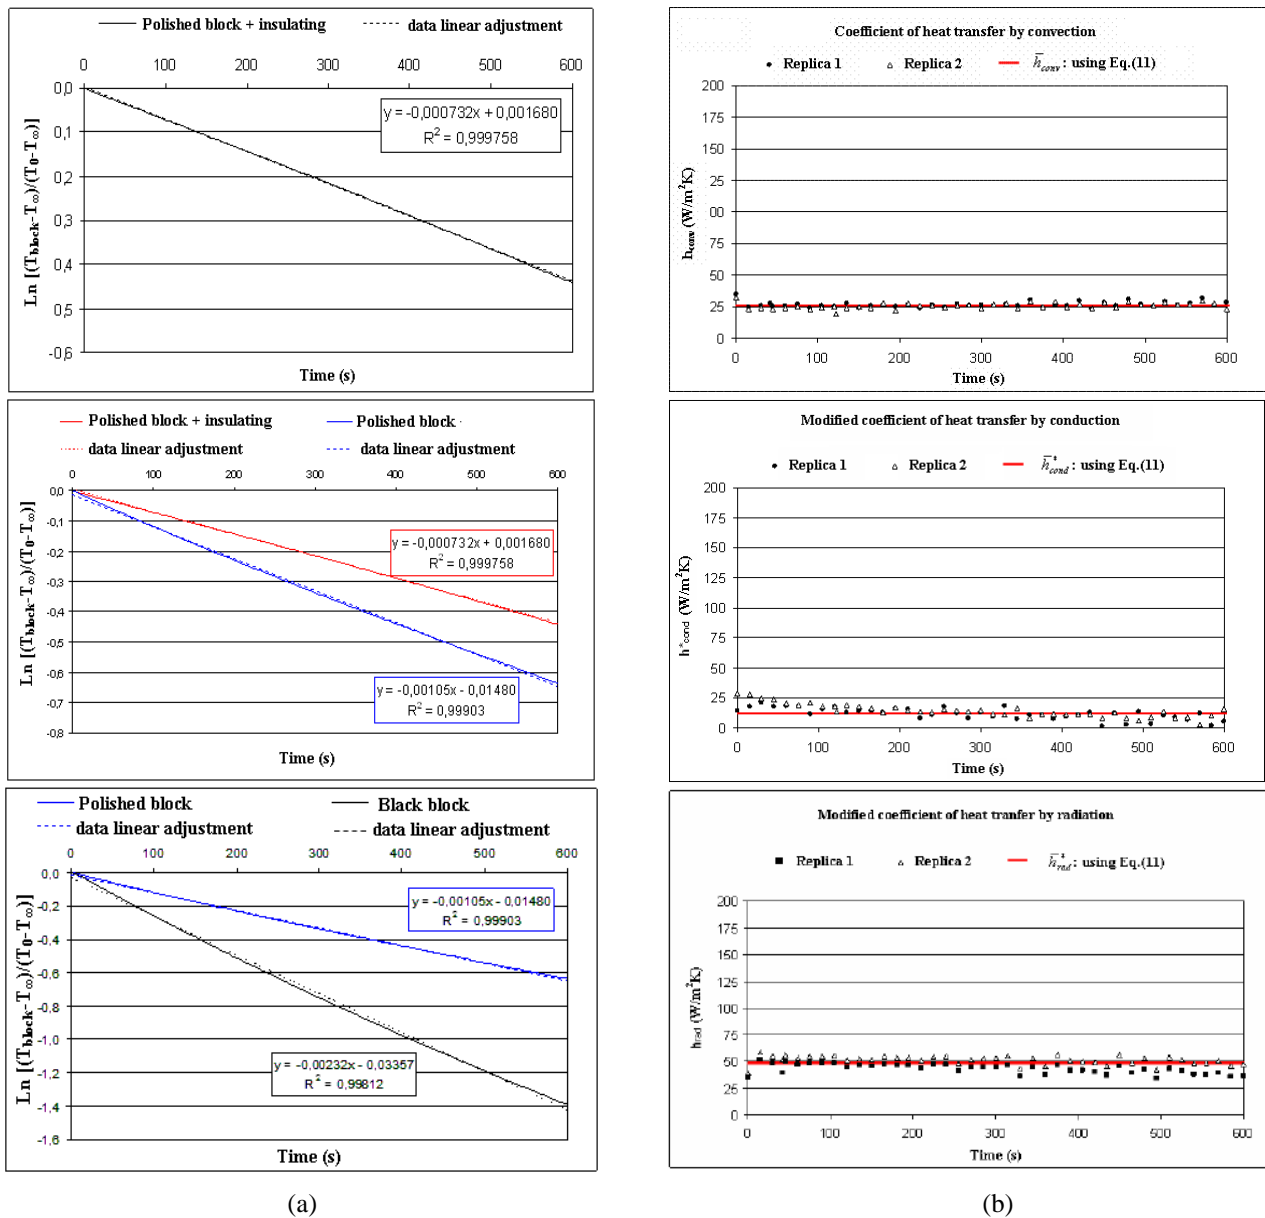 Polished block + insulating data linear adjustment
0 100 200 300 400 500 600
0,0
0,1
0,2
0,3
0,4
0,5
-0,6
Ln [(Tblock-T∞)/(T0-T∞)]
y = -0,000732x + 0,001680
R² = 0,999758
Time (s)
Coefficient of heat transfer by convection
Replica 1 Replica 2 h̅conv : using Eq.(11)
200
175
150
25
00
75
50
25
0
hconv (W/m²K)
0 100 200 300 400 500 600
Time (s)
Polished block + insulating Polished block
data linear adjustment data linear adjustment
0 100 200 300 400 500 600
0,0
-0,1
-0,2
-0,3
-0,4
-0,5
-0,6
-0,7
-0,8
Ln [(Tblock-T∞)/(T0-T∞)]
y = -0,000732x + 0,001680
R² = 0,999758
y = -0,00105x - 0,01480
R² = 0,99903
Time (s)
Modified coefficient of heat transfer by conduction
Replica 1 Replica 2 h̅*cond : using Eq.(11)
200
175
150
125
100
75
50
25
0
h*cond (W/m²K)
0 100 200 300 400 500 600
Time (s)
Polished block Black block
data linear adjustment data linear adjustment
0 100 200 300 400 500 600
0,0
-0.2
-0.4
-0.6
-0.8
-1.0
-1.2
-1.4
-1,6
Ln [(Tblock-T∞)/(T0-T∞)]
y = -0,00105x - 0,01480
R² = 0,99903
y = -0,00232x - 0,03357
R² = 0,99812
Time (s)
Modified coefficient of heat tranfer by radiation
Replica 1 Replica 2 h̅*rad : using Eq.(11)
200
175
150
125
100
75
50
25
0
hrad (W/m²K)
0 100 200 300 400 500 600
Time (s)
(a) (b)